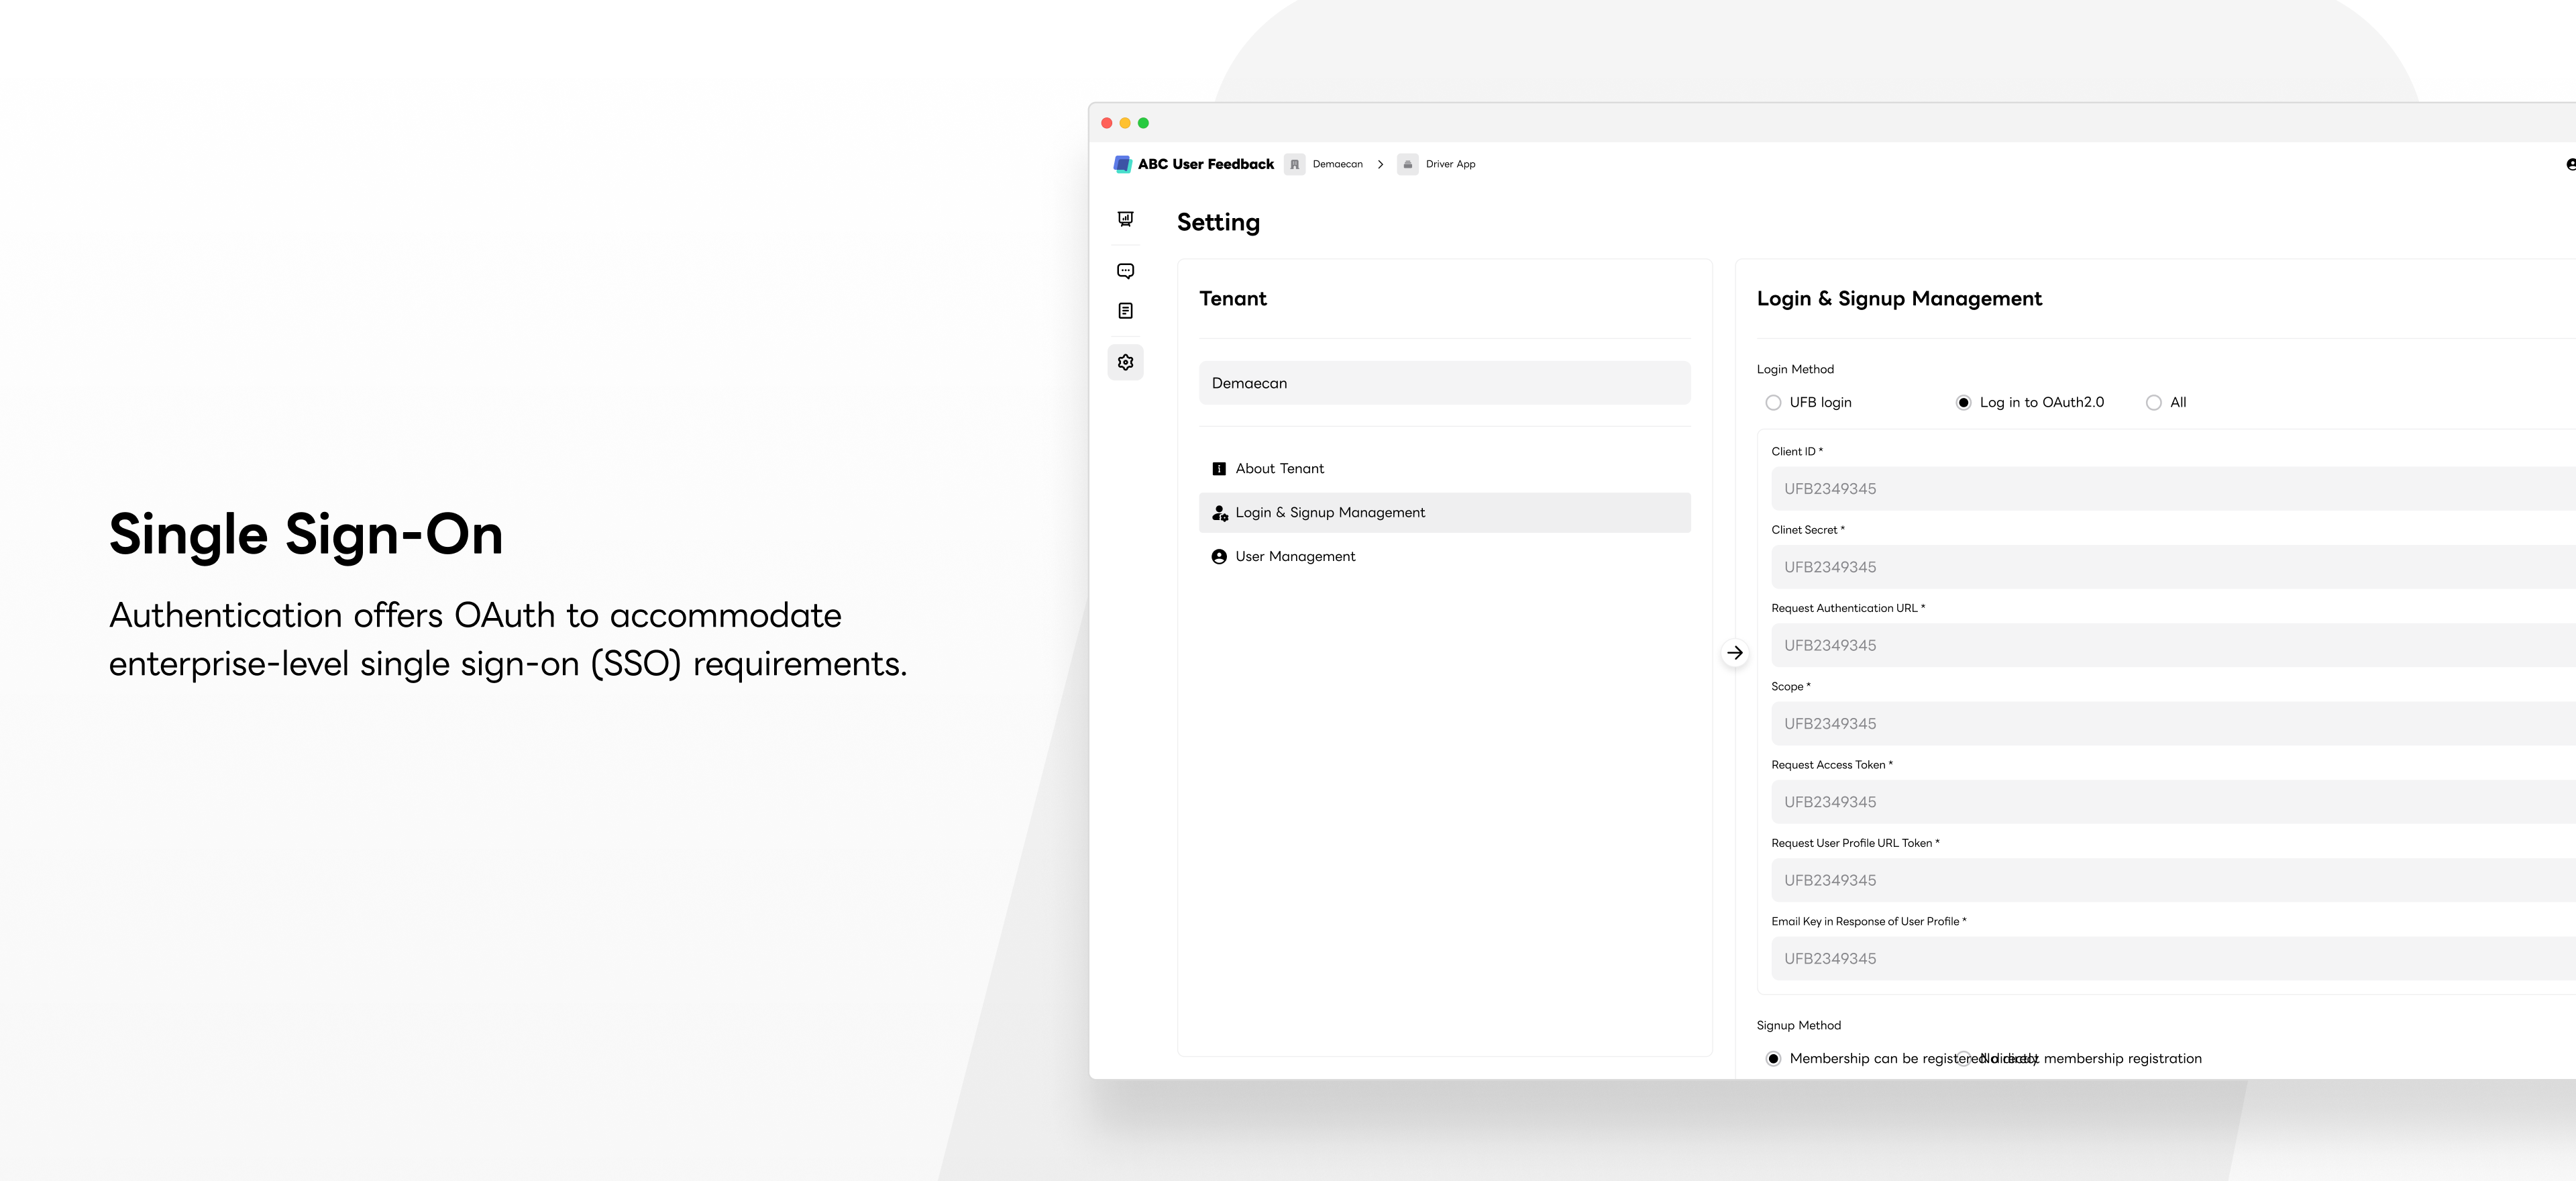 Single Sign-On
Authentication offers OAuth to accommodate
enterprise-level single sign-on (SSO) requirements.
ABC User Feedback
Demaecan
Driver App
Setting
Tenant
Demaecan
About Tenant
Login & Signup Management
User Management
Login & Signup Management
Login Method
UFB login
Log in to OAuth2.0
All
Client ID *
UFB2349345
Clinet Secret *
UFB2349345
Request Authentication URL *
UFB2349345
Scope *
UFB2349345
Request Access Token *
UFB2349345
Request User Profile URL Token *
UFB2349345
Email Key in Response of User Profile *
UFB2349345
Signup Method
Membership can be registered directly
No direct membership registration